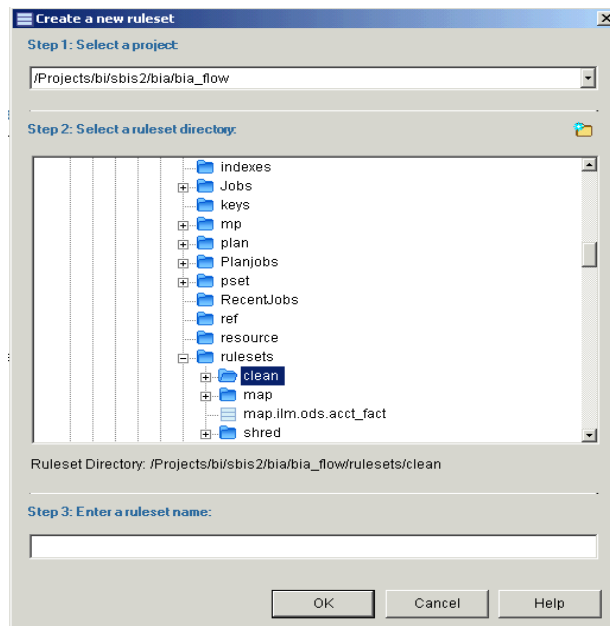 Create a new ruleset
Step 1: Select a project:
/Projects/bi/sbis2/bia/bia_flow
Step 2: Select a ruleset directory:
indexes
Jobs
keys
mp
plan
Planjobs
pset
RecentJobs
ref
resource
rulesets
clean
map
map.ilm.ods.acct_fact
shred
Ruleset Directory: /Projects/bi/sbis2/bia/bia_flow/rulesets/clean
Step 3: Enter a ruleset name:
OK Cancel Help